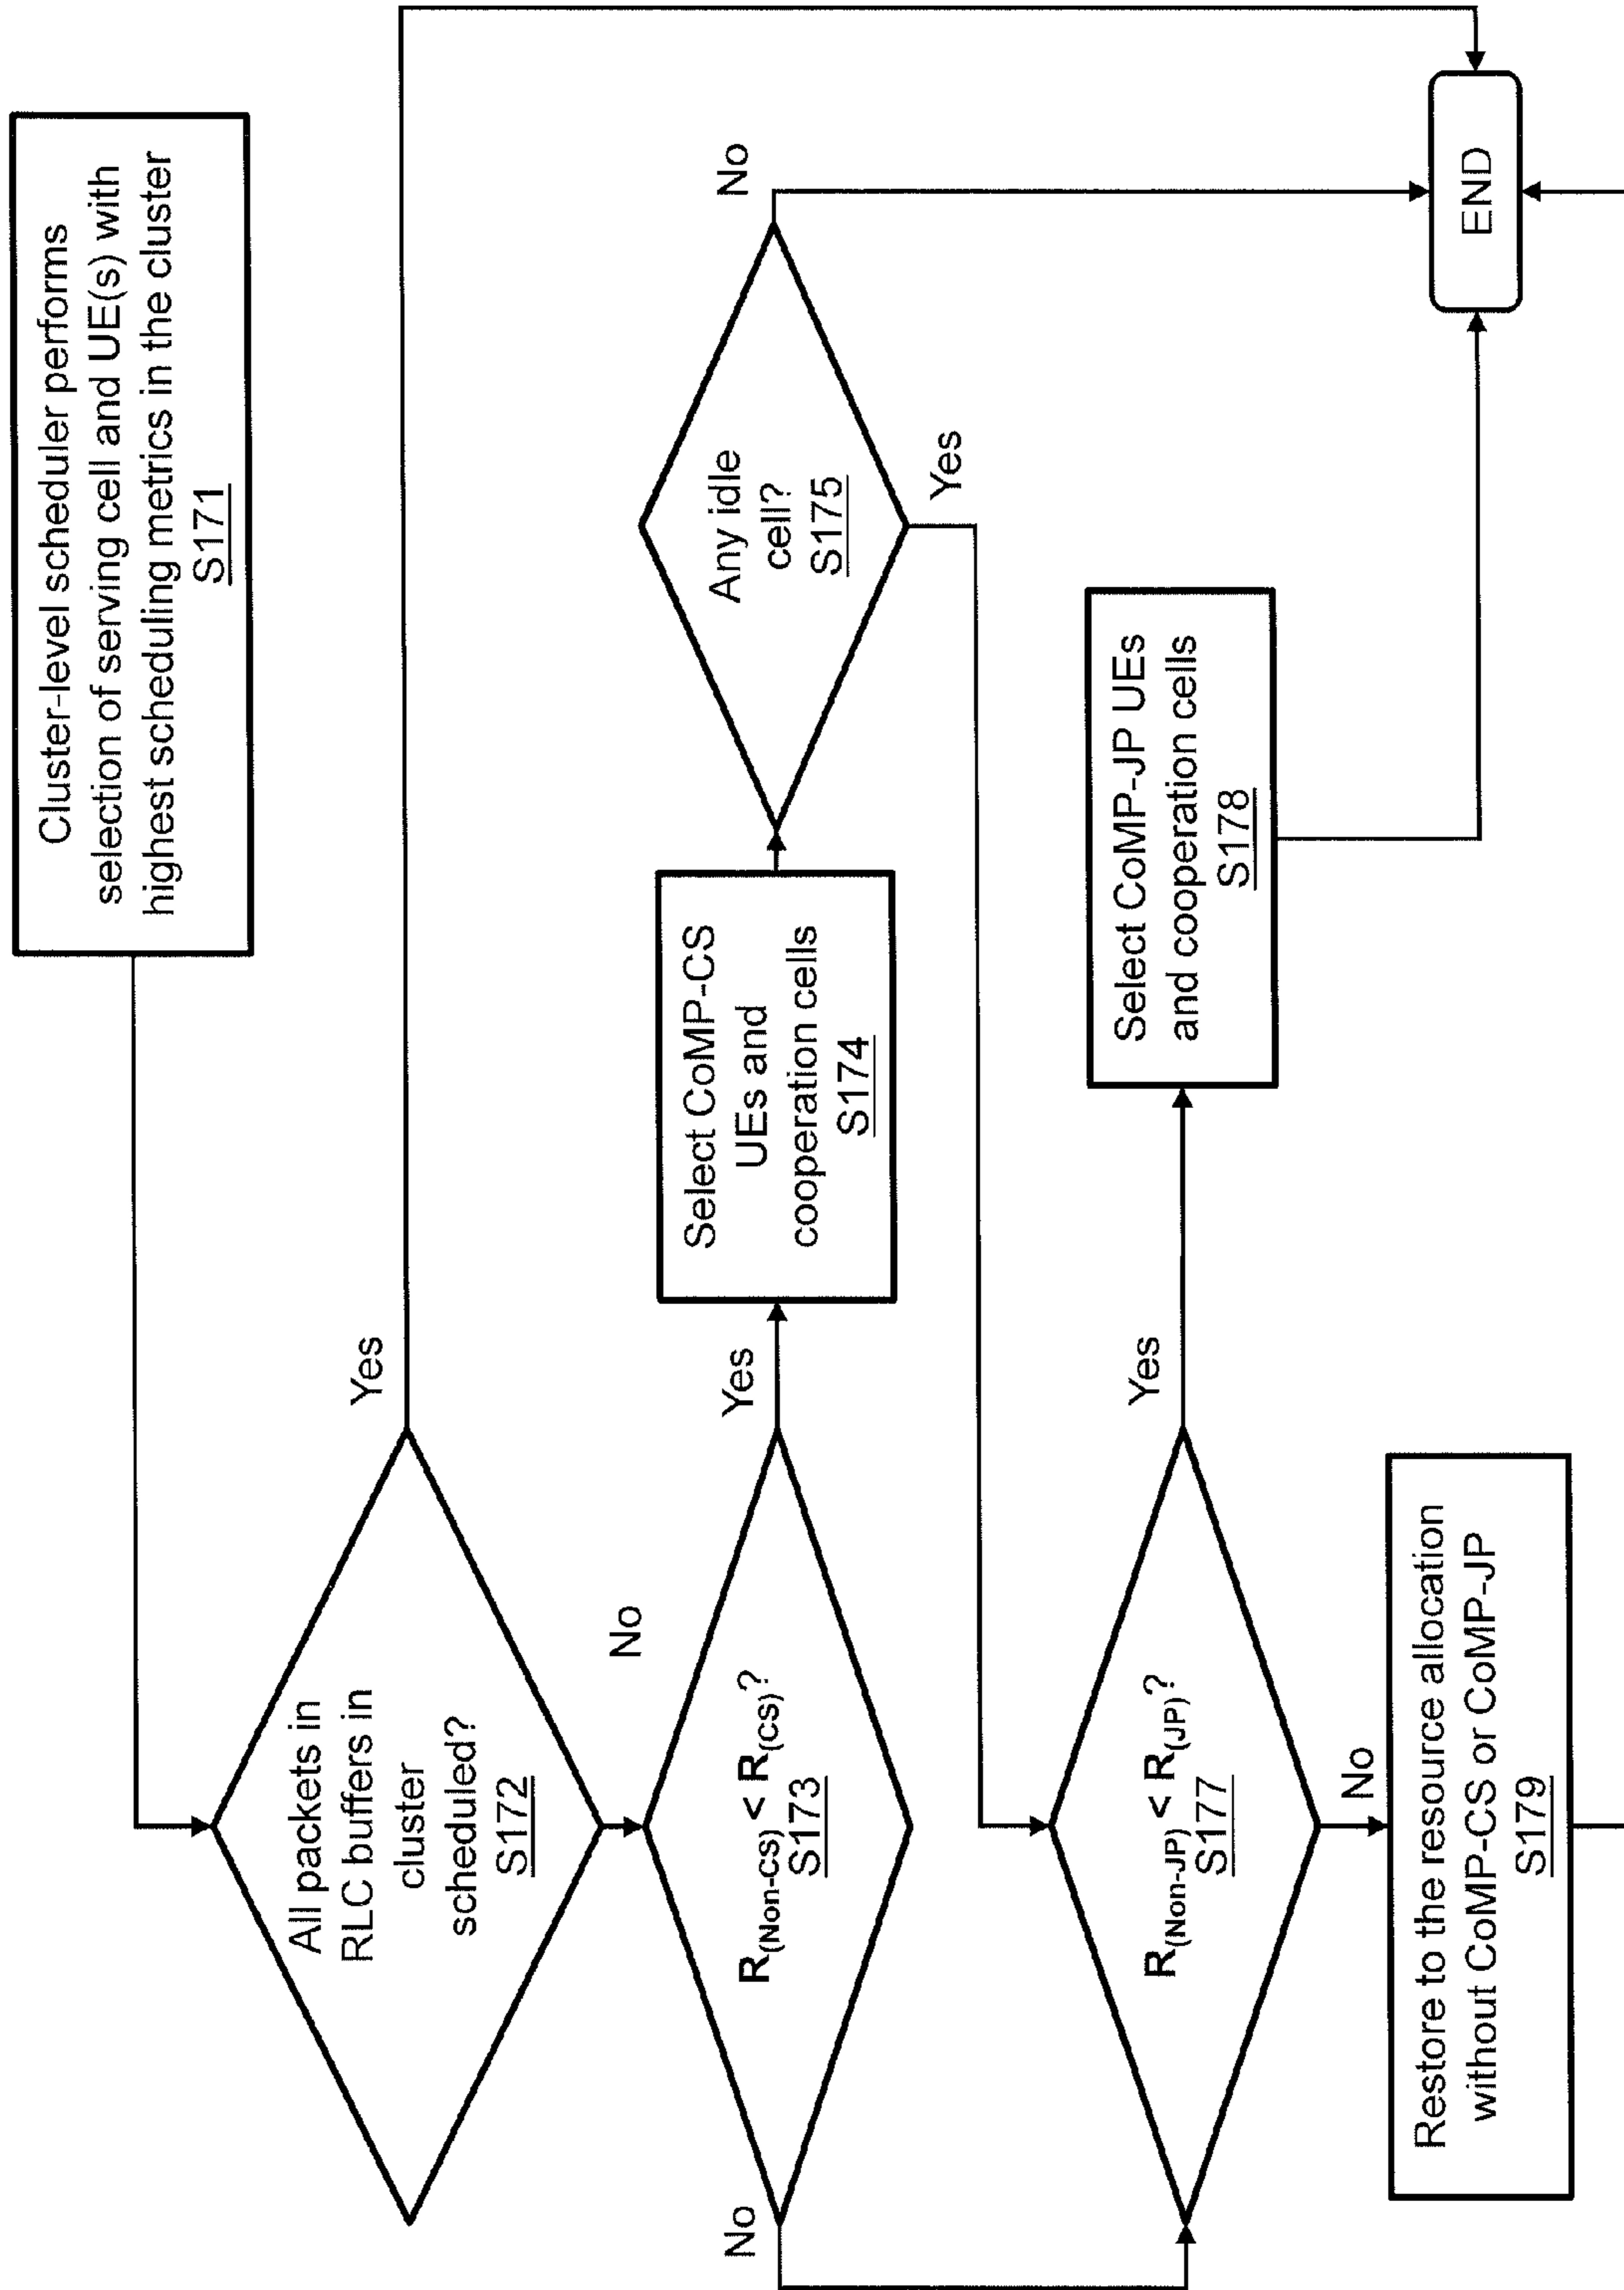 Cluster-level scheduler performs
selection of serving cell and UE(s) with
highest scheduling metrics in the cluster
S171
All packets in
RLC buffers in
cluster
scheduled?
S172
Yes
No
R(Non-CS) < R(CS)?
S173
Yes
No
Select CoMP-CS
UEs and
cooperation cells
S174
Any idle
cell?
S175
No
Yes
R(Non-JP) < R(JP)?
S177
Yes
No
Select CoMP-JP UEs
and cooperation cells
S178
Restore to the resource allocation
without CoMP-CS or CoMP-JP
S179
END